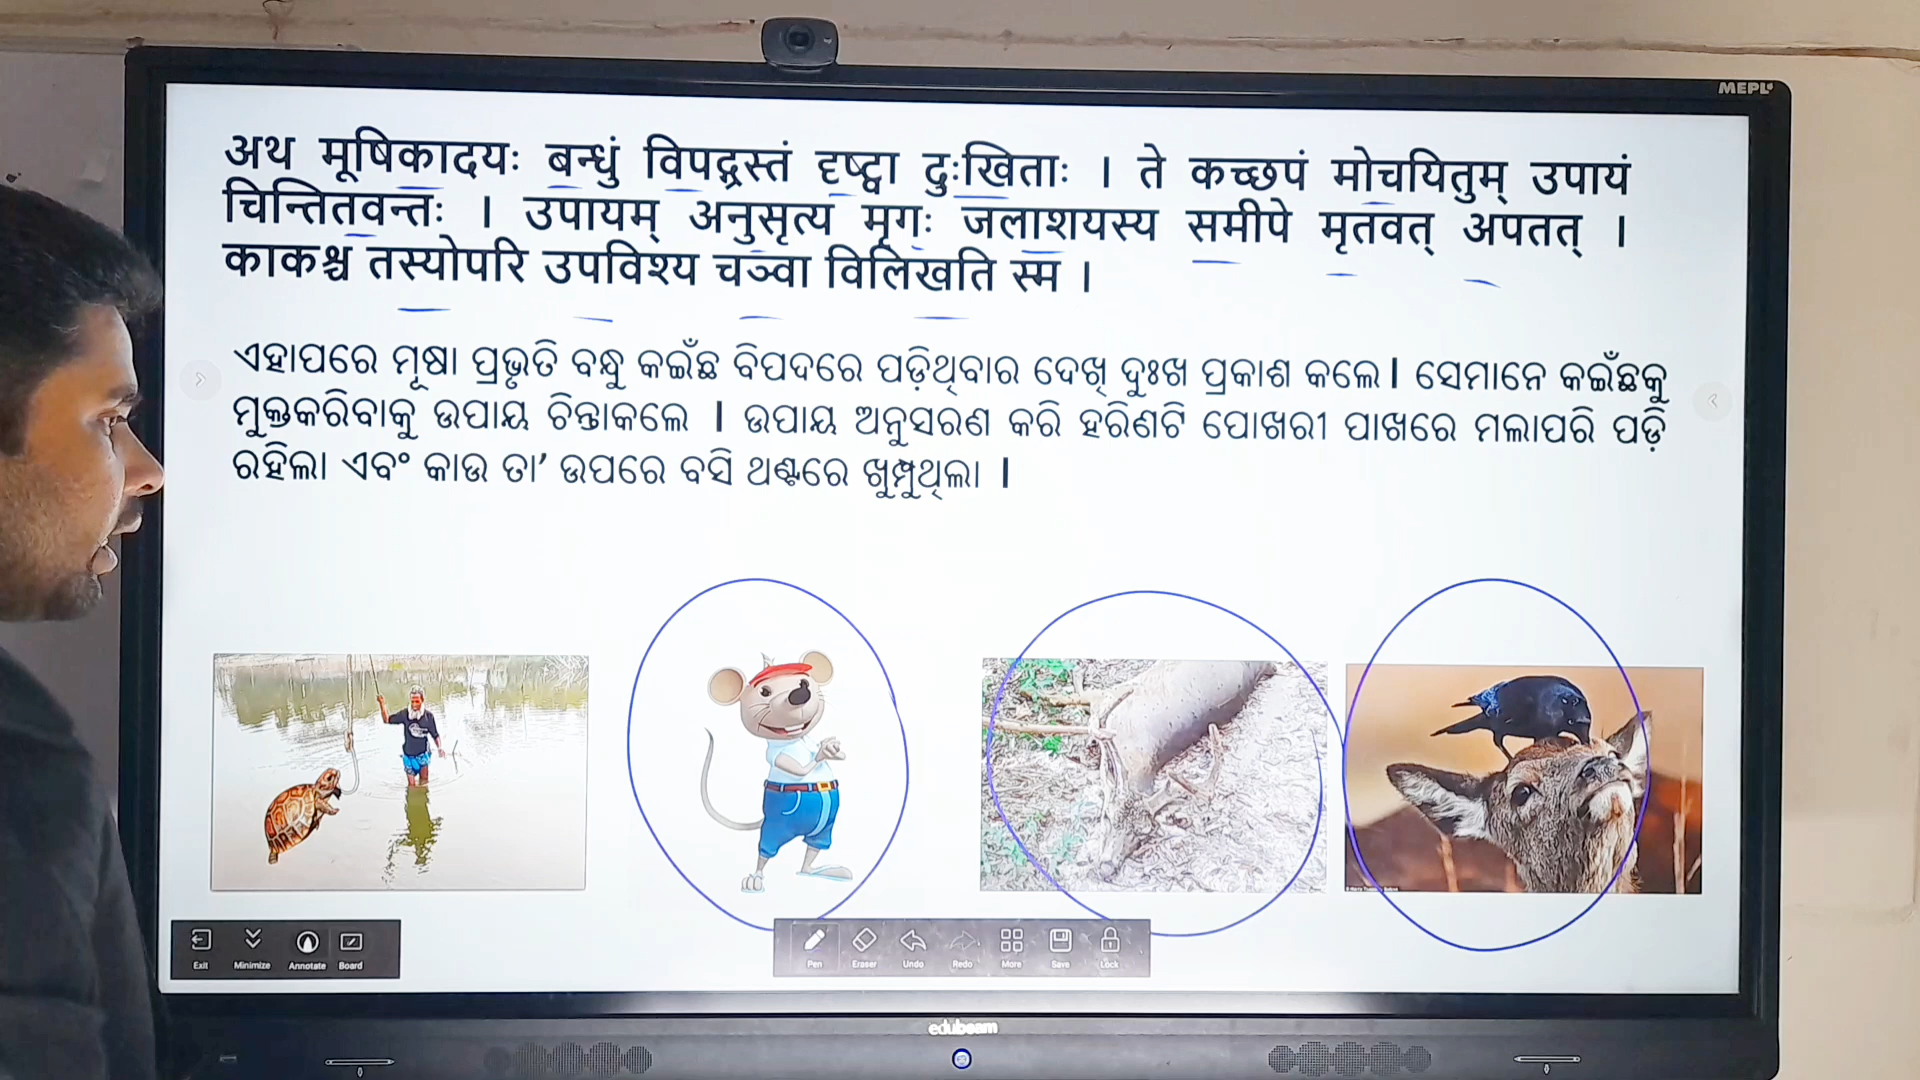 MEPL
अथ मूषिकादयः बन्धुं विपद्ग्रस्तं दृष्ट्वा दुःखिताः । ते कच्छपं मोचयितुम् उपायं
चिन्तितवन्तः । उपायम् अनुसृत्य मृगः जलाशयस्य समीपे मृतवत् अपतत् ।
काकश्च तस्योपरि उपविश्य चञ्वा विलिखति स्म ।
ଏହାପରେ ମୂଷା ପ୍ରଭୃତି ବନ୍ଧୁ କଇଁଛ ବିପଦରେ ପଡ଼ିଥିବାର ଦେଖି ଦୁଃଖ ପ୍ରକାଶ କଲେ। ସେମାନେ କଇଁଛକୁ
ମୁକ୍ତକରିବାକୁ ଉପାୟ ଚିନ୍ତାକଲେ । ଉପାୟ ଅନୁସରଣ କରି ହରିଣଟି ପୋଖରୀ ପାଖରେ ମଲାପରି ପଡ଼ି
ରହିଲା ଏବଂ କାଉ ତା' ଉପରେ ବସି ଥଣ୍ଟରେ ଖୁମ୍ପୁଥିଲା ।
Exit Minimize Annotate Board
Pen Eraser Undo Redo More Save Lock
edubeam